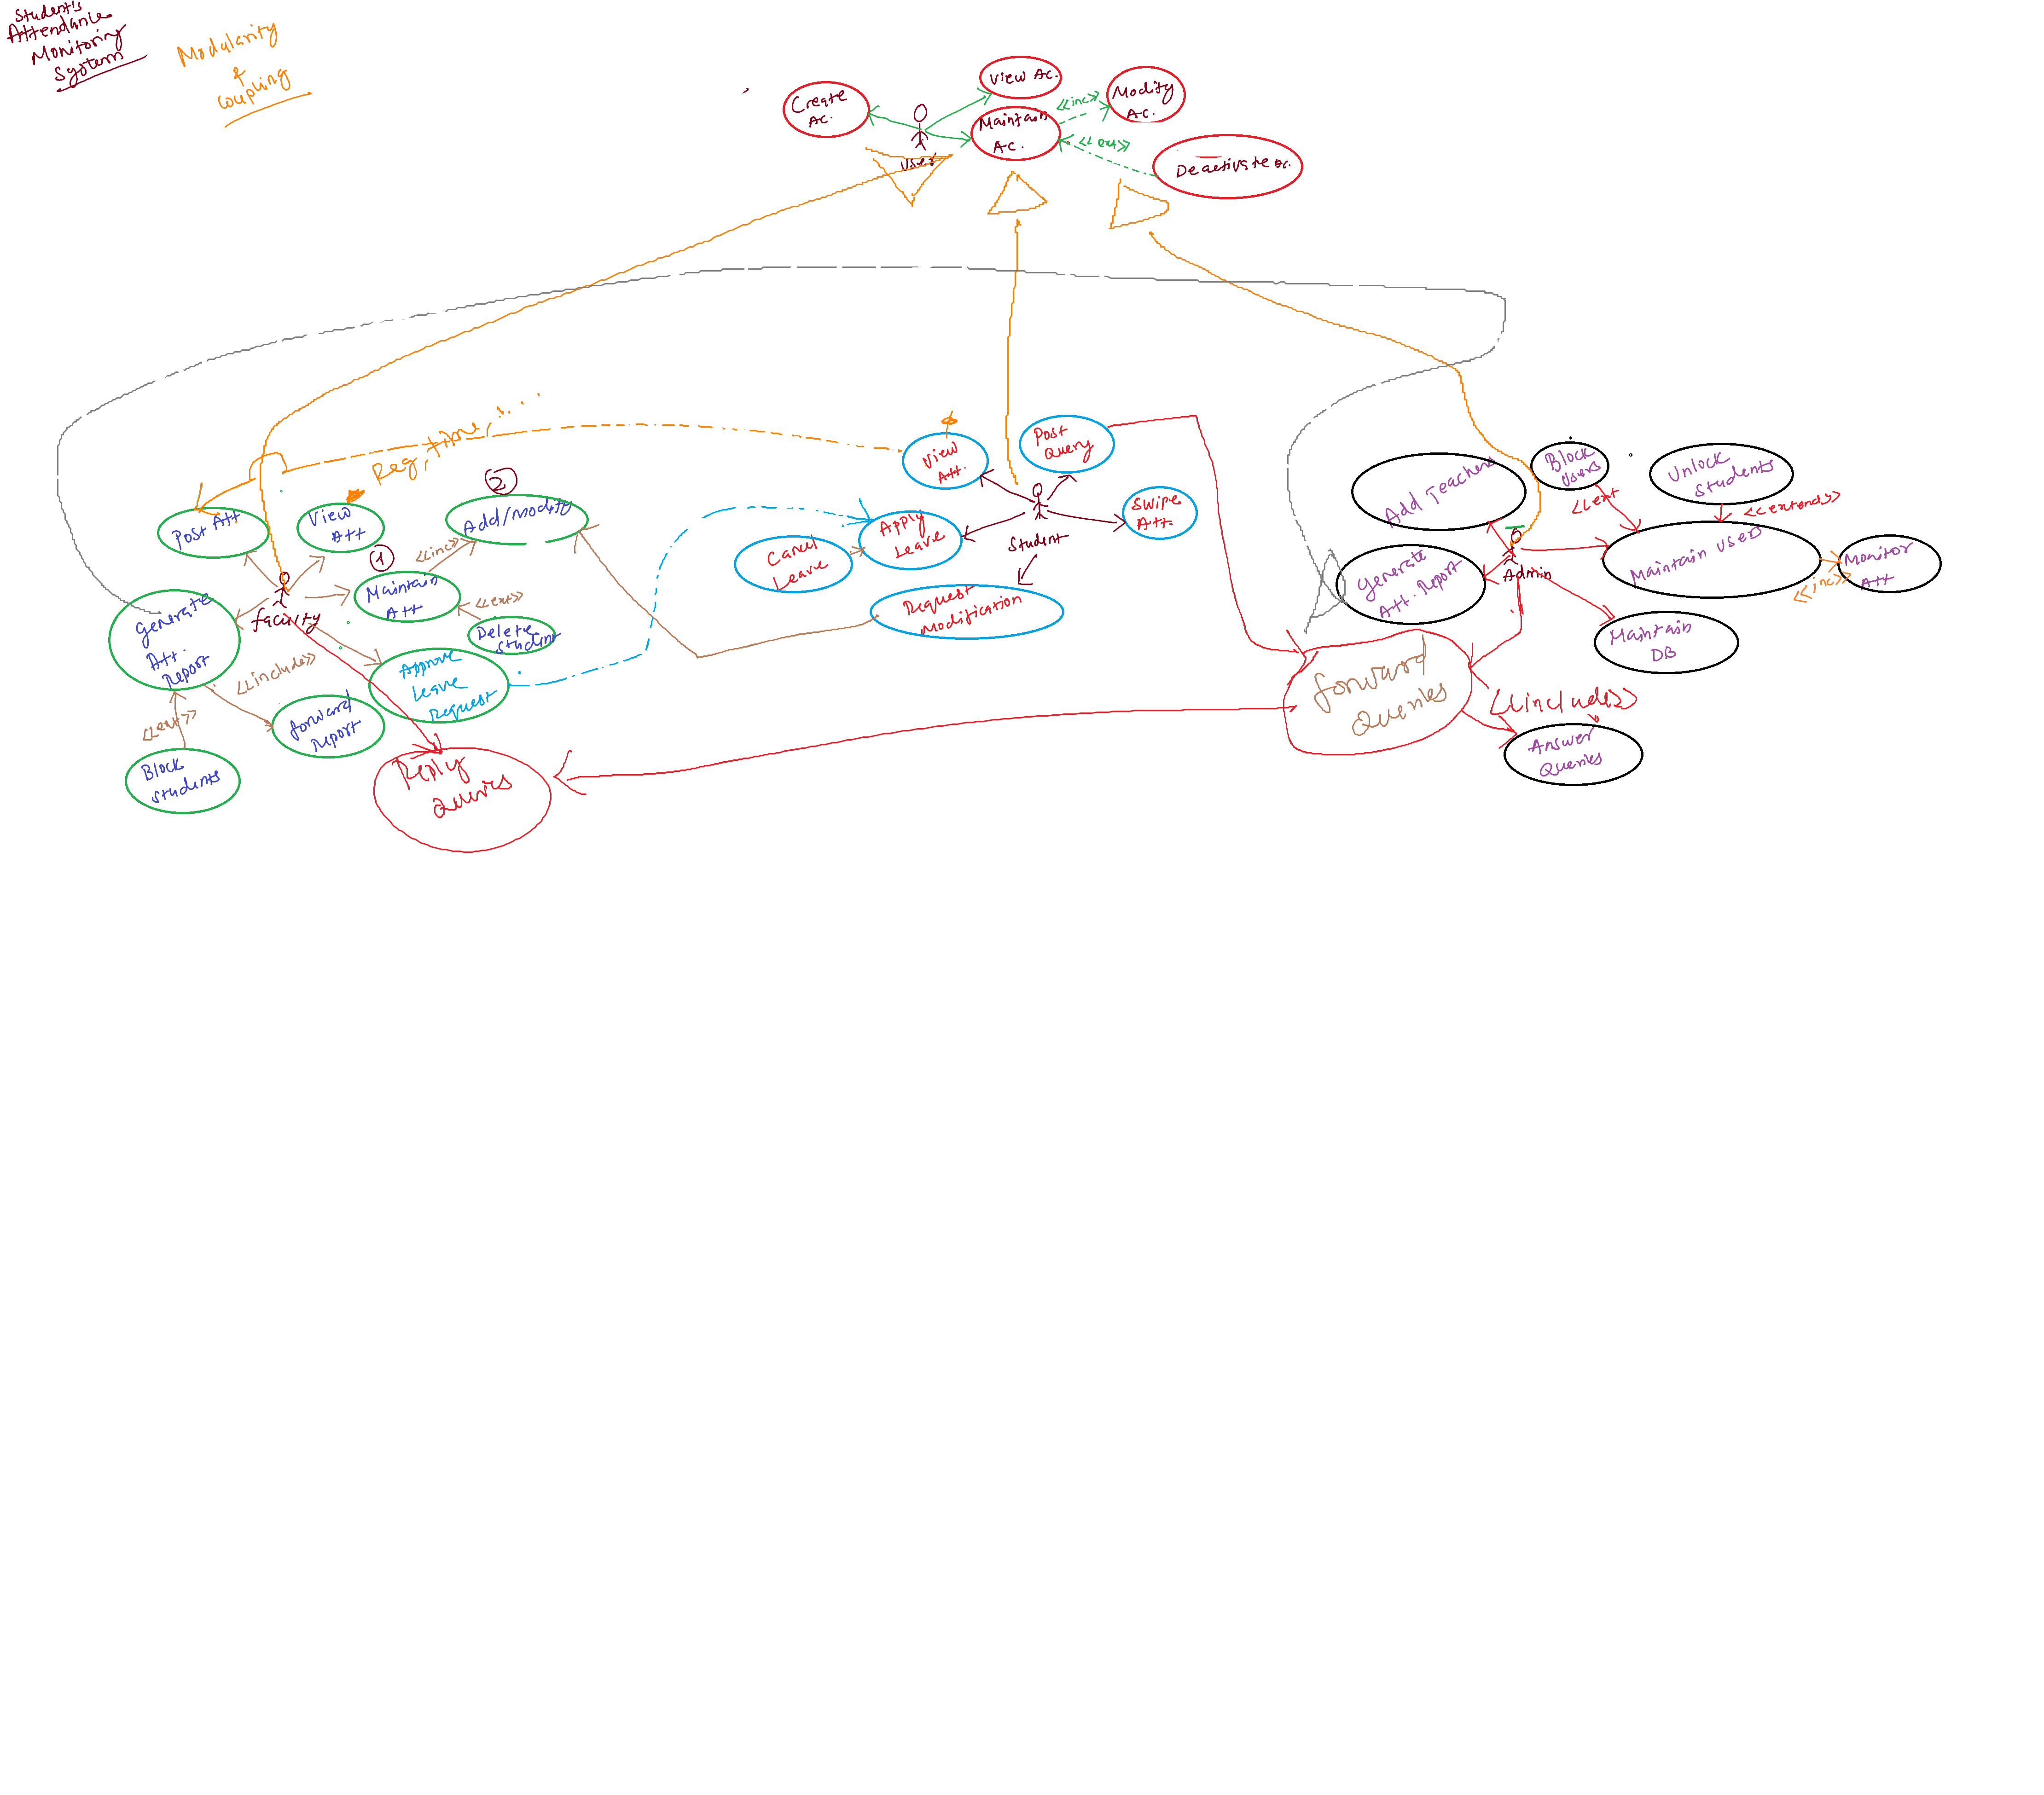 Student's
Attendance
Monitoring
System
Modularity
&
Coupling
Create
Ac.
View Ac.
Maintain
Ac.
<<inc>>
Modify
Ac.
<<ext>>
Deactivate Ac.
User
Reg, time, ...
Post Att
View
Att
2
Add/Modify
1
<<inc>>
Maintain
Att
<<ext>>
Delete
Student
faculty
Generate
Att.
Report
<<include>>
Approve
Leave
Request
forward
report
<<ext>>
Block
Students
Reply
Queries
View
Att.
Post
Query
Swipe
Att.
Apply
Leave
Cancel
Leave
Student
Request
Modification
Add Teachers
Block
Users
Unlock
Students
<<ext
<<extends>>
Generate
Att. Report
Admin
Maintain Users
Monitor
Att
<<inc>>
Maintain
DB
forward
Queries
<<includes>>
Answer
Queries